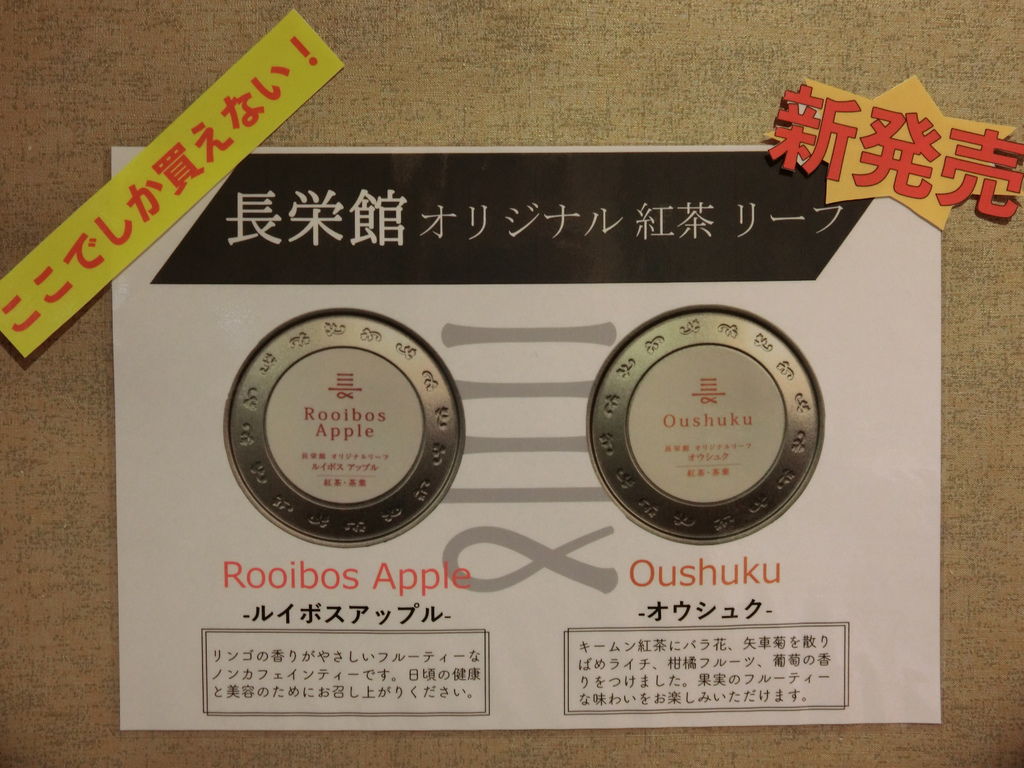 ここでしか買えない！
新発売
長栄館 オリジナル 紅茶 リーフ
Rooibos
Apple
長栄館 オリジナルリーフ
ルイボス アップル
紅茶・茶葉
Oushuku
長栄館 オリジナルリーフ
オウシュク
紅茶・茶葉
Rooibos Apple
-ルイボスアップル-
リンゴの香りがやさしいフルーティーな
ノンカフェインティーです。日頃の健康
と美容のためにお召し上がりください。
Oushuku
-オウシュク-
キームン紅茶にバラ花、矢車菊を散り
ばめライチ、柑橘フルーツ、葡萄の香
りをつけました。果実のフルーティー
な味わいをお楽しみいただけます。